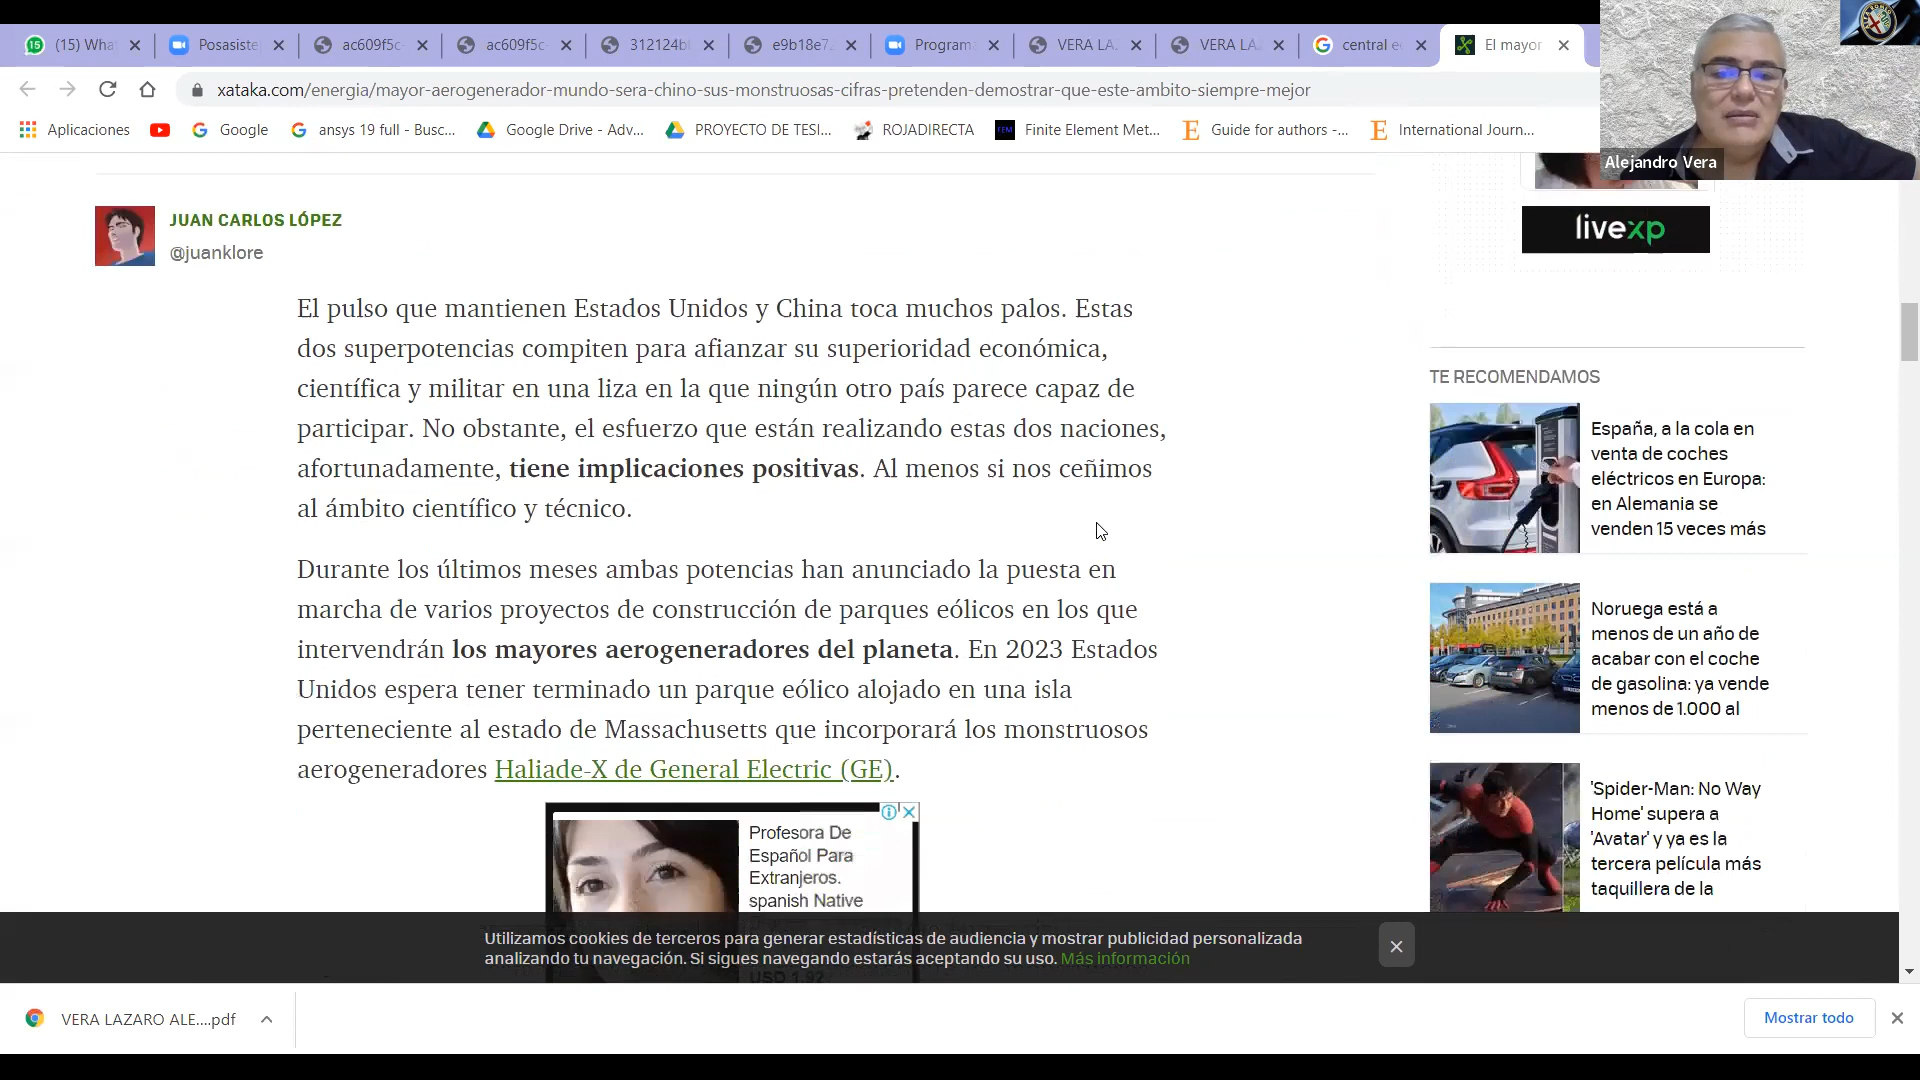 (15) Wha
Posasiste
ac609f5c-
ac609f5c-
312124b
e9b18e7
Program
VERA LA
VERA LA
central e
El mayor
xataka.com/energia/mayor-aerogenerador-mundo-sera-chino-sus-monstruosas-cifras-pretenden-demostrar-que-este-ambito-siempre-mejor
Aplicaciones
Google
ansys 19 full - Busc...
Google Drive - Adv...
PROYECTO DE TESI...
ROJADIRECTA
Finite Element Met...
Guide for authors -...
International Journ...
Alejandro Vera
JUAN CARLOS LÓPEZ
@juanklore
livexp
El pulso que mantienen Estados Unidos y China toca muchos palos. Estas
dos superpotencias compiten para afianzar su superioridad económica,
científica y militar en una liza en la que ningún otro país parece capaz de
participar. No obstante, el esfuerzo que están realizando estas dos naciones,
afortunadamente, tiene implicaciones positivas. Al menos si nos ceñimos
al ámbito científico y técnico.
Durante los últimos meses ambas potencias han anunciado la puesta en
marcha de varios proyectos de construcción de parques eólicos en los que
intervendrán los mayores aerogeneradores del planeta. En 2023 Estados
Unidos espera tener terminado un parque eólico alojado en una isla
perteneciente al estado de Massachusetts que incorporará los monstruosos
aerogeneradores Haliade-X de General Electric (GE).
TE RECOMENDAMOS
España, a la cola en
venta de coches
eléctricos en Europa:
en Alemania se
venden 15 veces más
Noruega está a
menos de un año de
acabar con el coche
de gasolina: ya vende
menos de 1.000 al
'Spider-Man: No Way
Home' supera a
'Avatar' y ya es la
tercera película más
taquillera de la
Profesora De
Español Para
Extranjeros.
spanish Native
USD 1.92
Utilizamos cookies de terceros para generar estadísticas de audiencia y mostrar publicidad personalizada
analizando tu navegación. Si sigues navegando estarás aceptando su uso. Más información
VERA LAZARO ALE....pdf
Mostrar todo